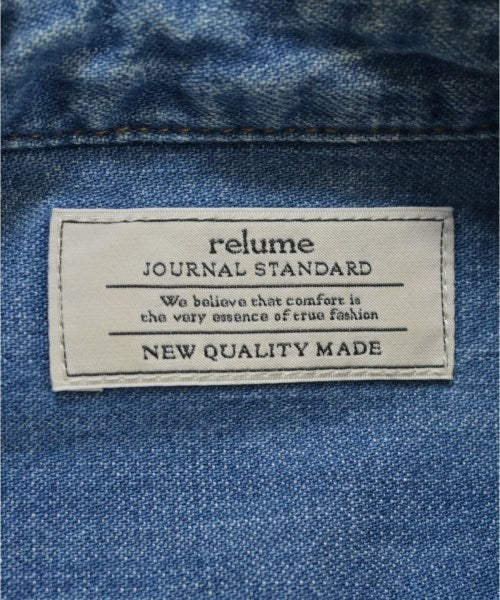 relume
JOURNAL STANDARD
We believe that comfort is
the very essence of true fashion
NEW QUALITY MADE